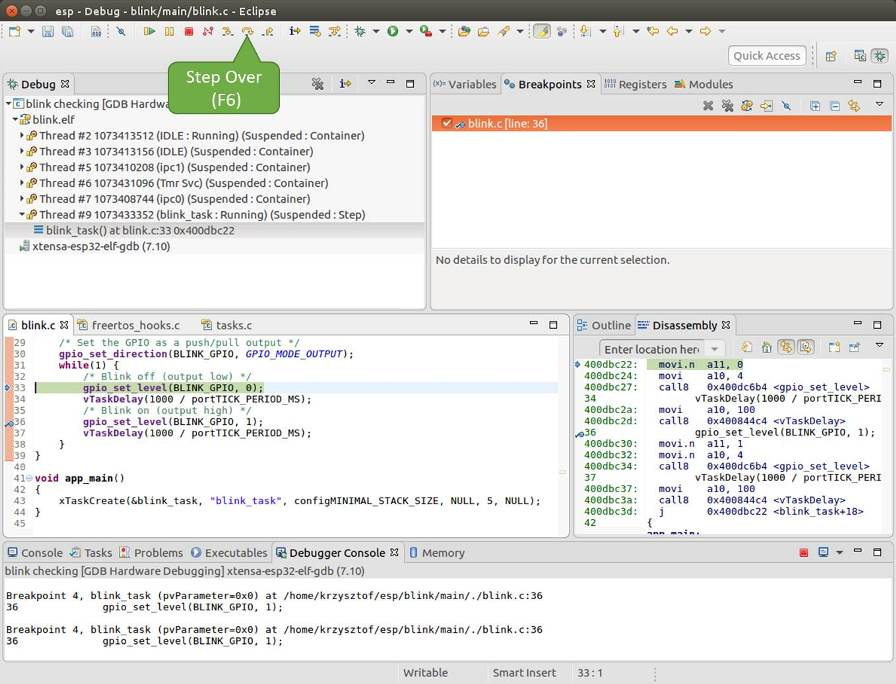 esp - Debug - blink/main/blink.c - Eclipse
Quick Access
Step Over
(F6)
Debug
blink checking [GDB Hardwa
blink.elf
Thread #2 1073413512 (IDLE : Running) (Suspended : Container)
Thread #3 1073413156 (IDLE) (Suspended : Container)
Thread #5 1073410208 (ipc1) (Suspended : Container)
Thread #6 1073431096 (Tmr Svc) (Suspended : Container)
Thread #7 1073408744 (ipc0) (Suspended : Container)
Thread #9 1073433352 (blink_task : Running) (Suspended : Step)
blink_task() at blink.c:33 0x400dbc22
xtensa-esp32-elf-gdb (7.10)
(x)= Variables Breakpoints Registers Modules
blink.c [line: 36]
No details to display for the current selection.
blink.c freertos_hooks.c tasks.c
29 /* Set the GPIO as a push/pull output */
30 gpio_set_direction(BLINK_GPIO, GPIO_MODE_OUTPUT);
31 while(1) {
32 /* Blink off (output low) */
33 gpio_set_level(BLINK_GPIO, 0);
34 vTaskDelay(1000 / portTICK_PERIOD_MS);
35 /* Blink on (output high) */
36 gpio_set_level(BLINK_GPIO, 1);
37 vTaskDelay(1000 / portTICK_PERIOD_MS);
38 }
39 }
40
41 void app_main()
42 {
43 xTaskCreate(&blink_task, "blink_task", configMINIMAL_STACK_SIZE, NULL, 5, NULL);
44 }
45
Outline Disassembly
Enter location her
400dbc22: movi.n a11, 0
400dbc24: movi a10, 4
400dbc27: call8 0x400dc6b4 <gpio_set_level>
34 vTaskDelay(1000 / portTICK_PERI
400dbc2a: movi a10, 100
400dbc2d: call8 0x400844c4 <vTaskDelay>
36 gpio_set_level(BLINK_GPIO, 1);
400dbc30: movi.n a11, 1
400dbc32: movi.n a10, 4
400dbc34: call8 0x400dc6b4 <gpio_set_level>
37 vTaskDelay(1000 / portTICK_PERI
400dbc37: movi a10, 100
400dbc3a: call8 0x400844c4 <vTaskDelay>
400dbc3d: j 0x400dbc22 <blink_task+18>
42 {
app_main:
Console Tasks Problems Executables Debugger Console Memory
blink checking [GDB Hardware Debugging] xtensa-esp32-elf-gdb (7.10)
Breakpoint 4, blink_task (pvParameter=0x0) at /home/krzysztof/esp/blink/main/./blink.c:36
36 gpio_set_level(BLINK_GPIO, 1);
Breakpoint 4, blink_task (pvParameter=0x0) at /home/krzysztof/esp/blink/main/./blink.c:36
36 gpio_set_level(BLINK_GPIO, 1);
Writable Smart Insert 33 : 1